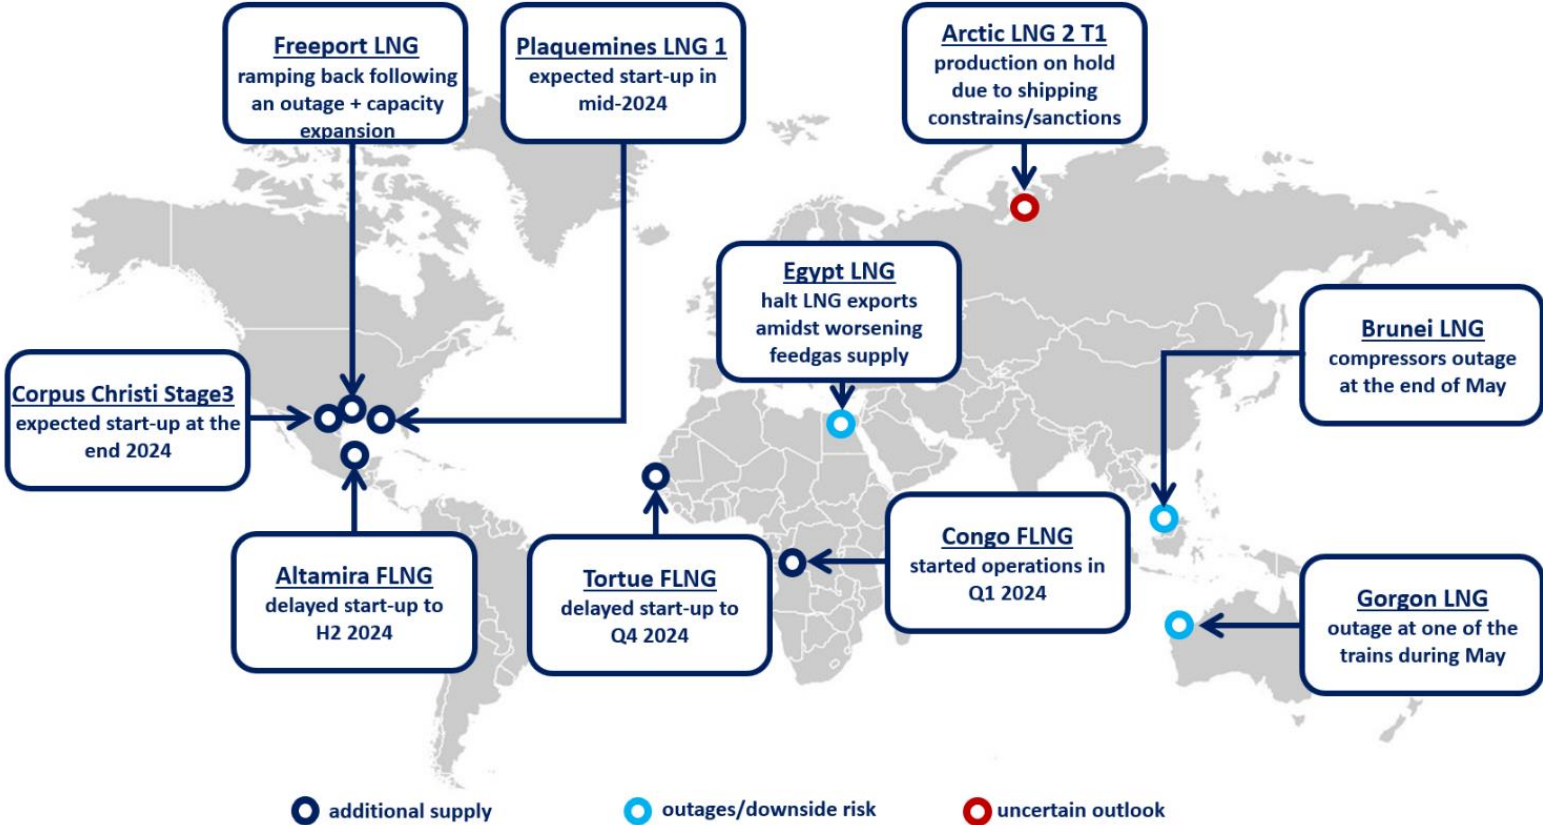 Freeport LNG
ramping back following
an outage + capacity
expansion
Plaquemines LNG 1
expected start-up in
mid-2024
Arctic LNG 2 T1
production on hold
due to shipping
constrains/sanctions
Egypt LNG
halt LNG exports
amidst worsening
feedgas supply
Brunei LNG
compressors outage
at the end of May
Corpus Christi Stage3
expected start-up at the
end 2024
Altamira FLNG
delayed start-up to
H2 2024
Tortue FLNG
delayed start-up to
Q4 2024
Congo FLNG
started operations in
Q1 2024
Gorgon LNG
outage at one of the
trains during May
additional supply
outages/downside risk
uncertain outlook